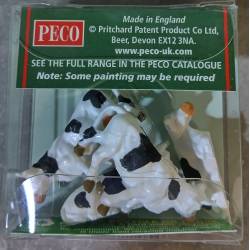 PECO
Made in England
© Pritchard Patent Product Co Ltd,
Beer, Devon EX12 3NA.
www.peco-uk.com
SEE THE FULL RANGE IN THE PECO CATALOGUE
Note: Some painting may be required